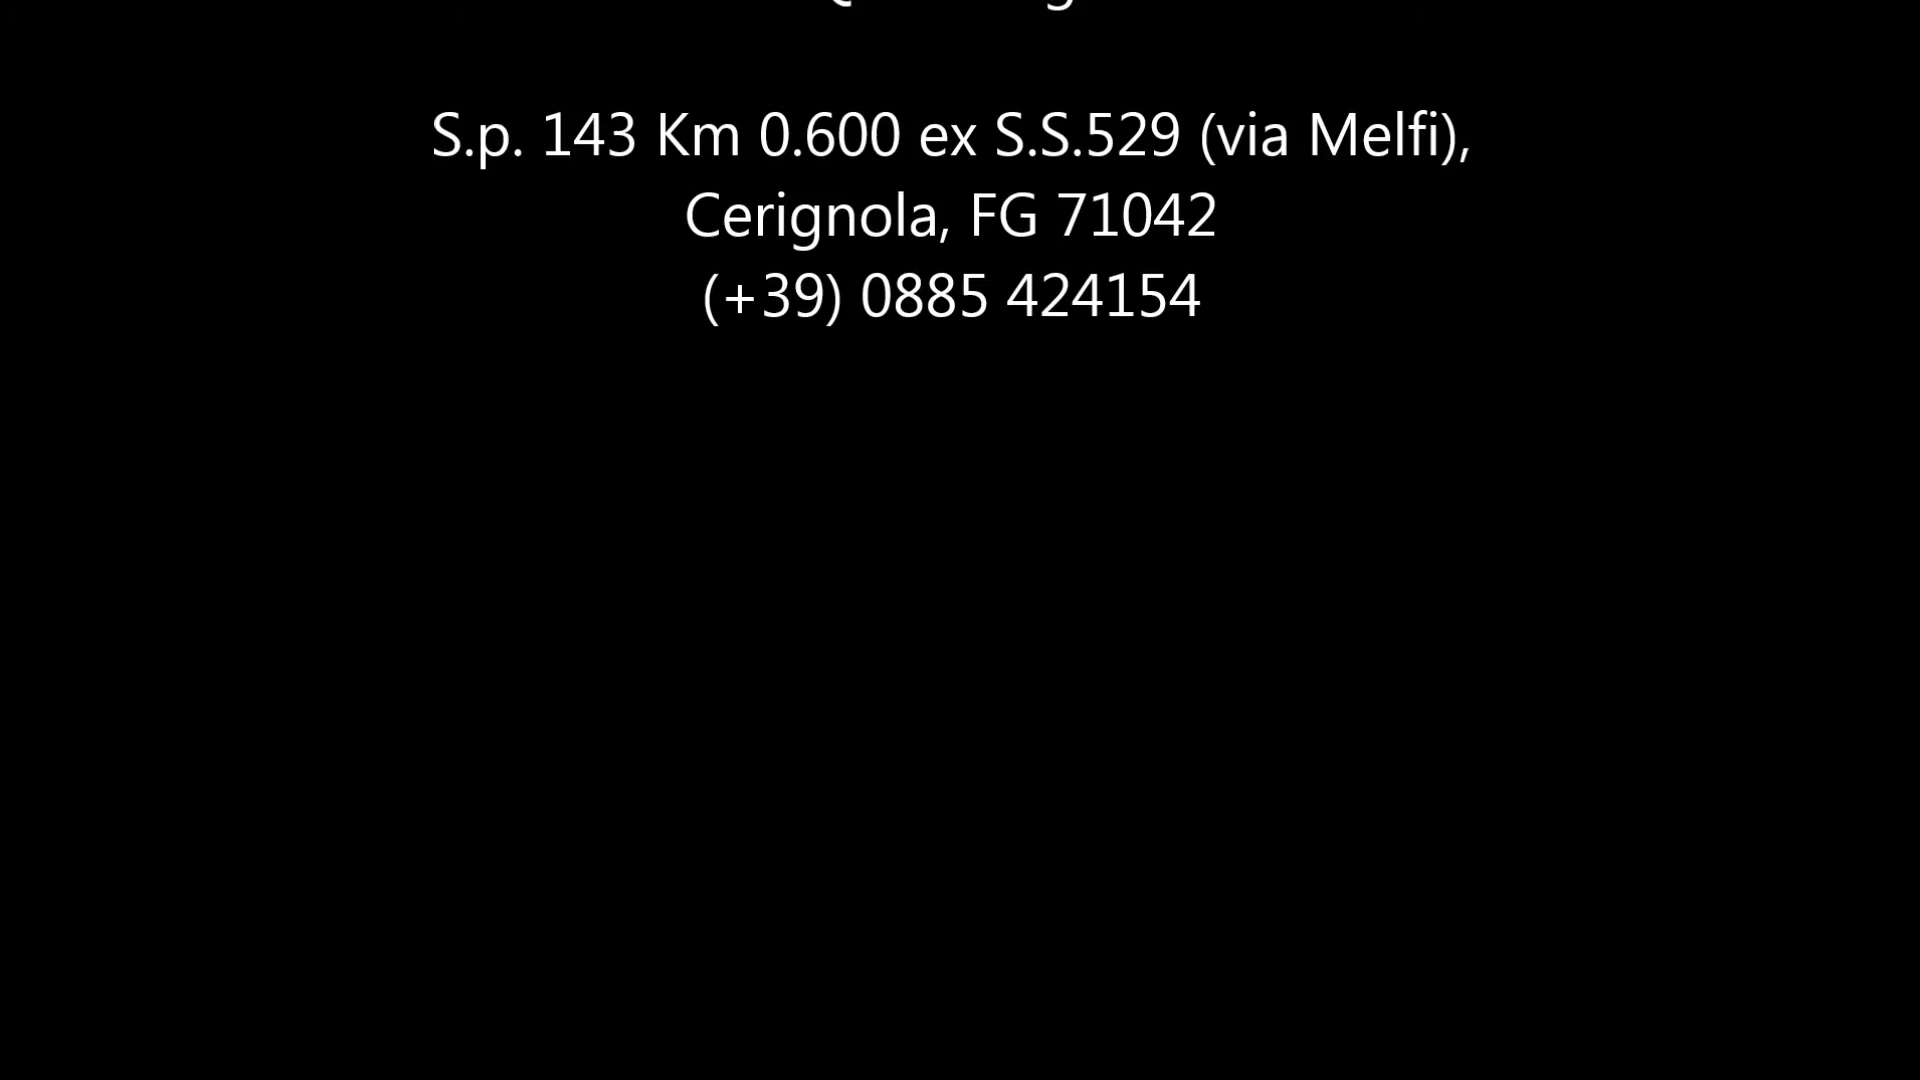 S.p. 143 Km 0.600 ex S.S.529 (via Melfi),
Cerignola, FG 71042
(+39) 0885 424154